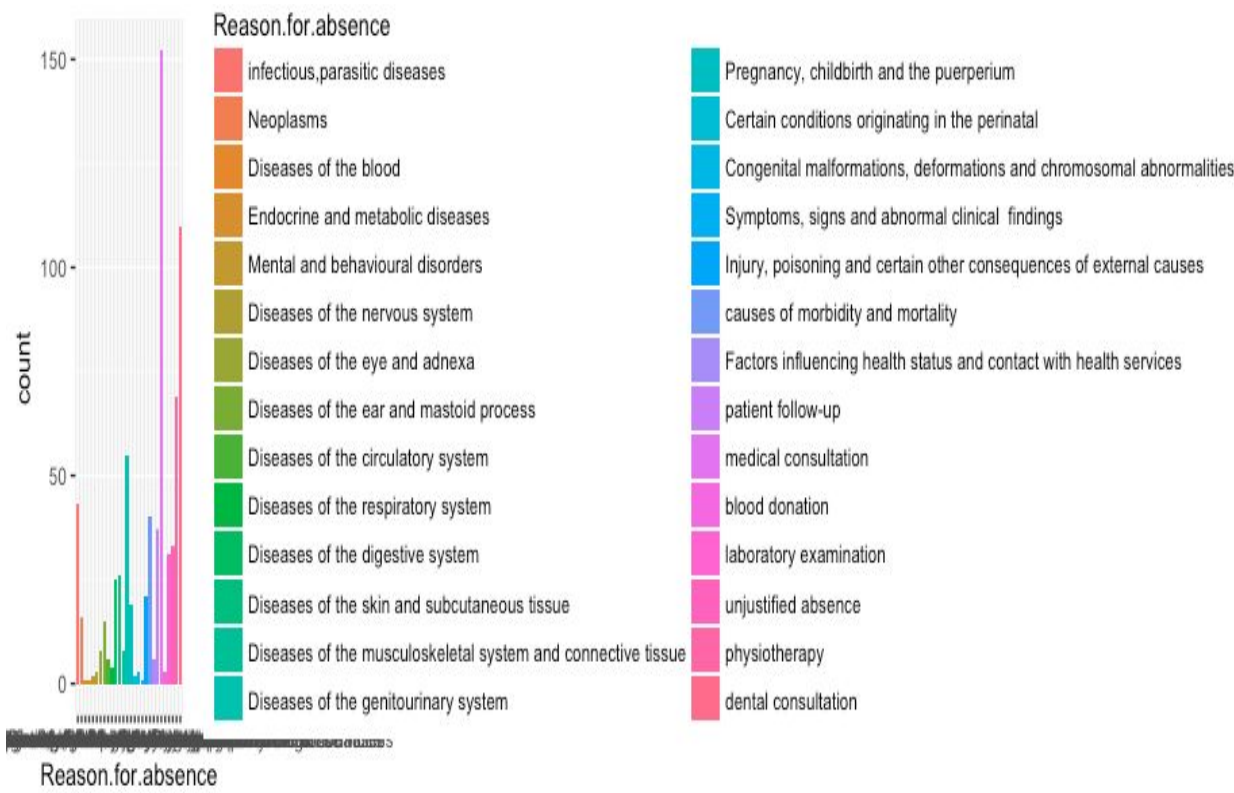 Reason.for.absence
150
100
50
0
count
infectious,parasitic diseases
Neoplasms
Diseases of the blood
Endocrine and metabolic diseases
Mental and behavioural disorders
Diseases of the nervous system
Diseases of the eye and adnexa
Diseases of the ear and mastoid process
Diseases of the circulatory system
Diseases of the respiratory system
Diseases of the digestive system
Diseases of the skin and subcutaneous tissue
Diseases of the musculoskeletal system and connective tissue
Diseases of the genitourinary system
Pregnancy, childbirth and the puerperium
Certain conditions originating in the perinatal
Congenital malformations, deformations and chromosomal abnormalities
Symptoms, signs and abnormal clinical  findings
Injury, poisoning and certain other consequences of external causes
causes of morbidity and mortality
Factors influencing health status and contact with health services
patient follow-up
medical consultation
blood donation
laboratory examination
unjustified absence
physiotherapy
dental consultation
Reason.for.absence